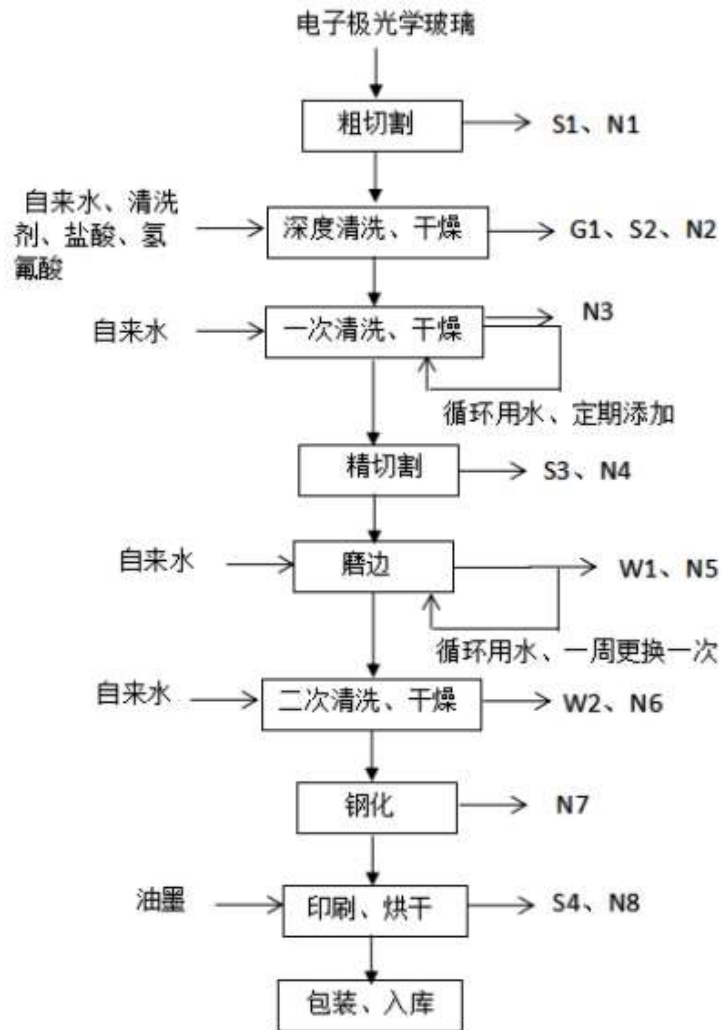 电子极光学玻璃
粗切割
S1、N1
自来水、清洗
剂、盐酸、氢
氟酸
深度清洗、干燥
G1、S2、N2
自来水
一次清洗、干燥
N3
循环用水、定期添加
精切割
S3、N4
自来水
磨边
W1、N5
循环用水、一周更换一次
自来水
二次清洗、干燥
W2、N6
钢化
N7
油墨
印刷、烘干
S4、N8
包装、入库